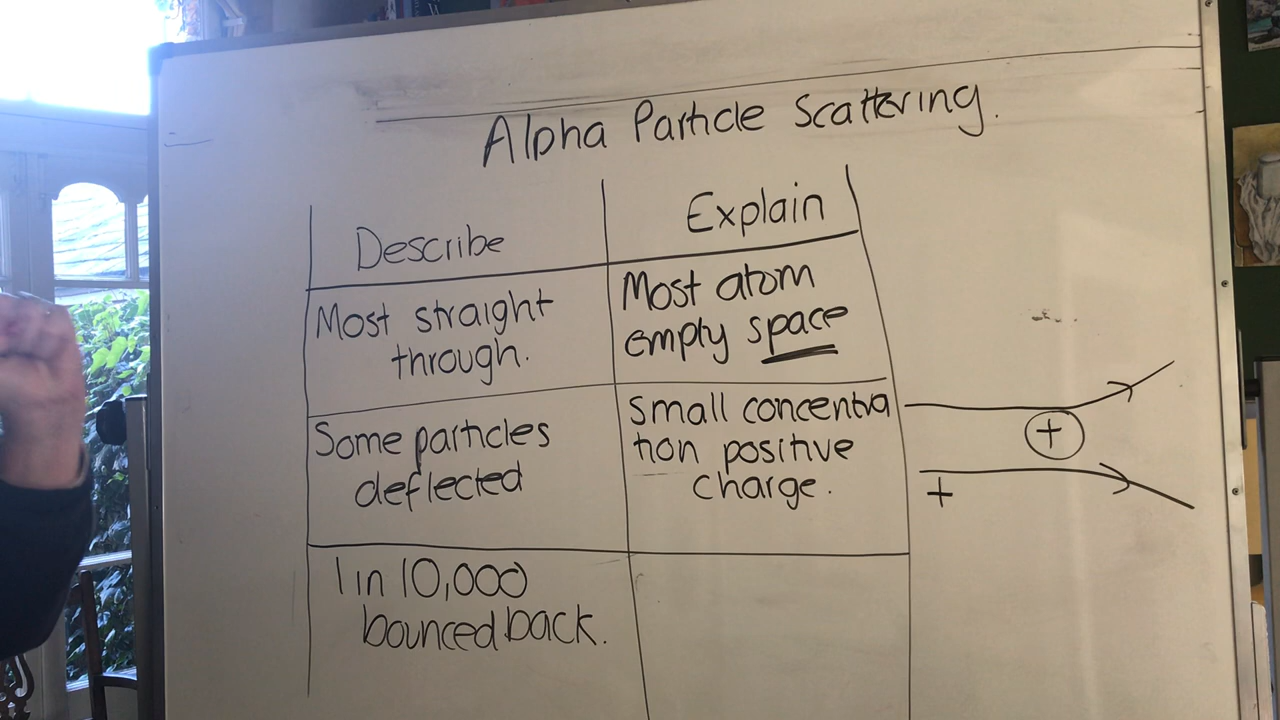 Alpha Particle Scattering.
Describe
Explain
Most straight
through.
Most atom
empty space
Some particles
deflected
Small concentra
tion positive
charge.
+
+
1 in 10,000
bounced back.